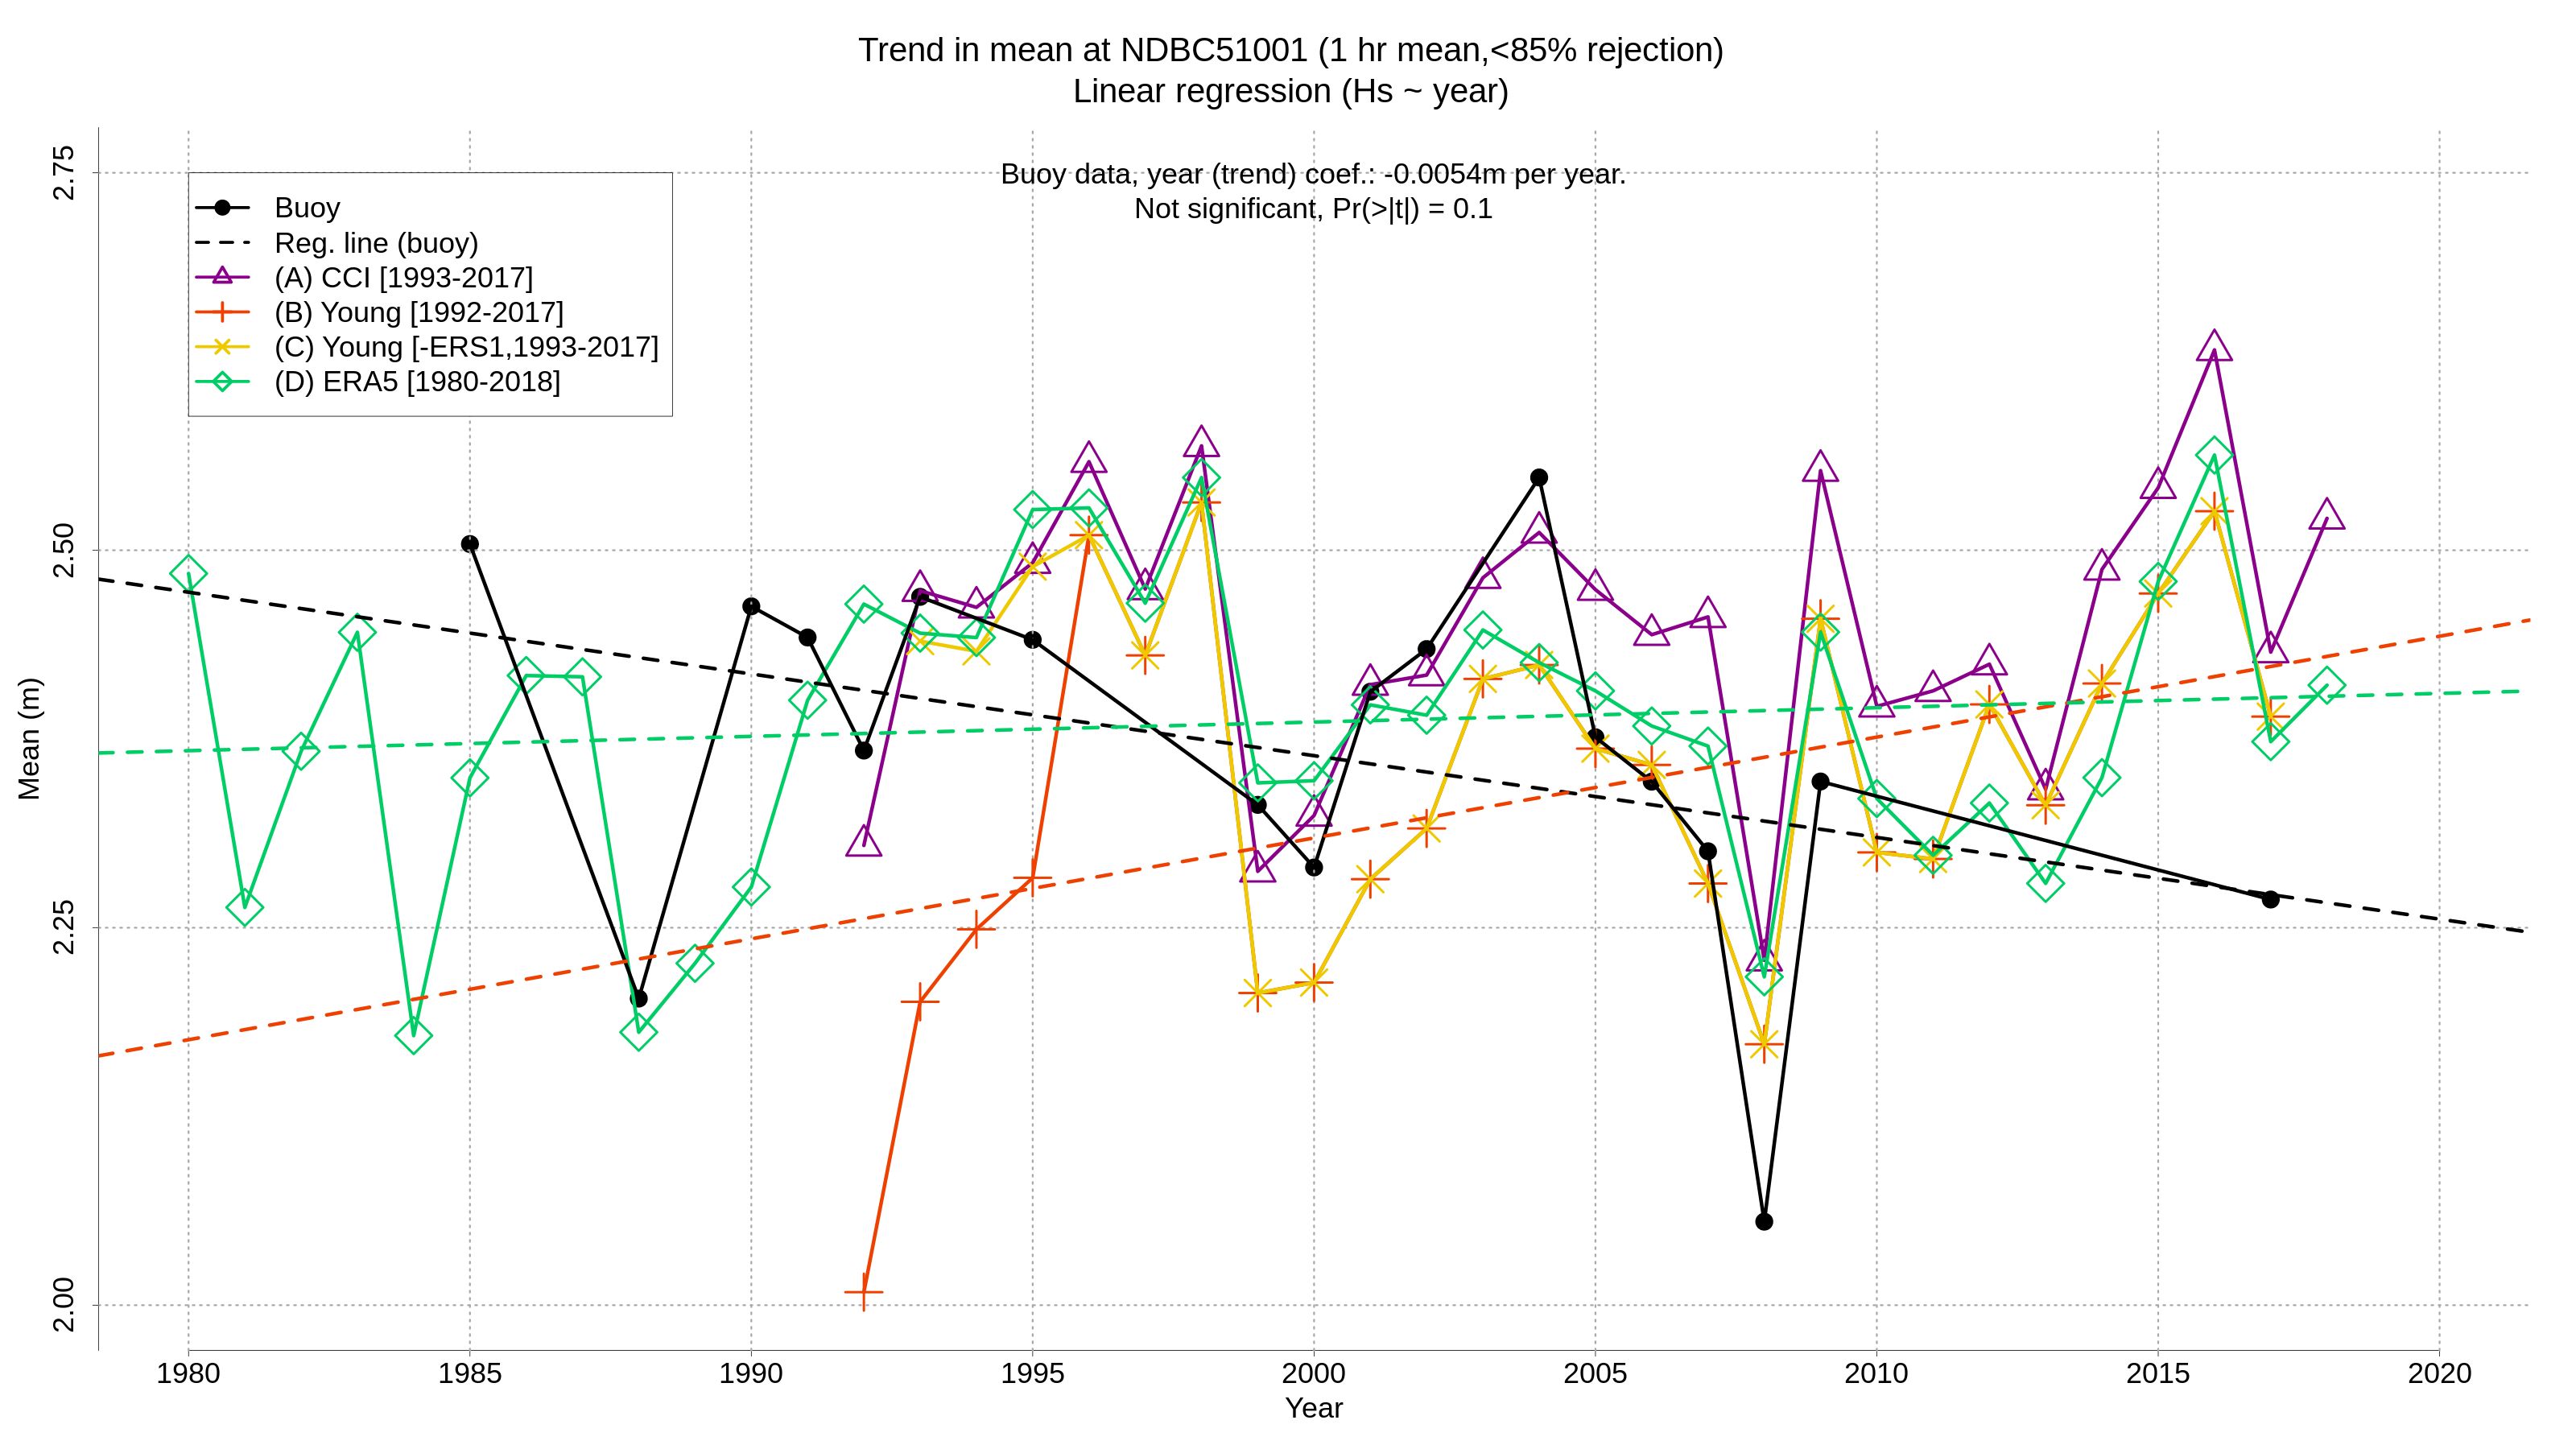 Trend in mean at NDBC51001 (1 hr mean,<85% rejection)
Linear regression (Hs ~ year)
Buoy data, year (trend) coef.: -0.0054m per year.
Not significant, Pr(>|t|) = 0.1
Buoy
Reg. line (buoy)
(A) CCI [1993-2017]
(B) Young [1992-2017]
(C) Young [-ERS1,1993-2017]
(D) ERA5 [1980-2018]
Mean (m)
2.75
2.50
2.25
2.00
1980 1985 1990 1995 2000 2005 2010 2015 2020
Year